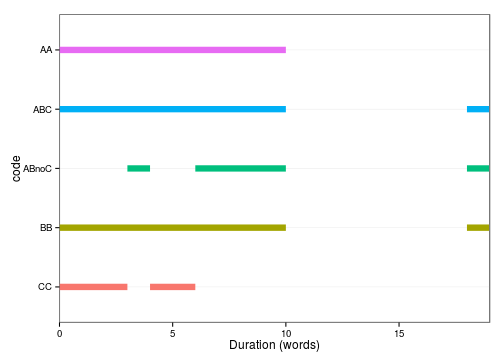 AA
ABC
ABnoC
BB
CC
code
0 5 10 15
Duration (words)